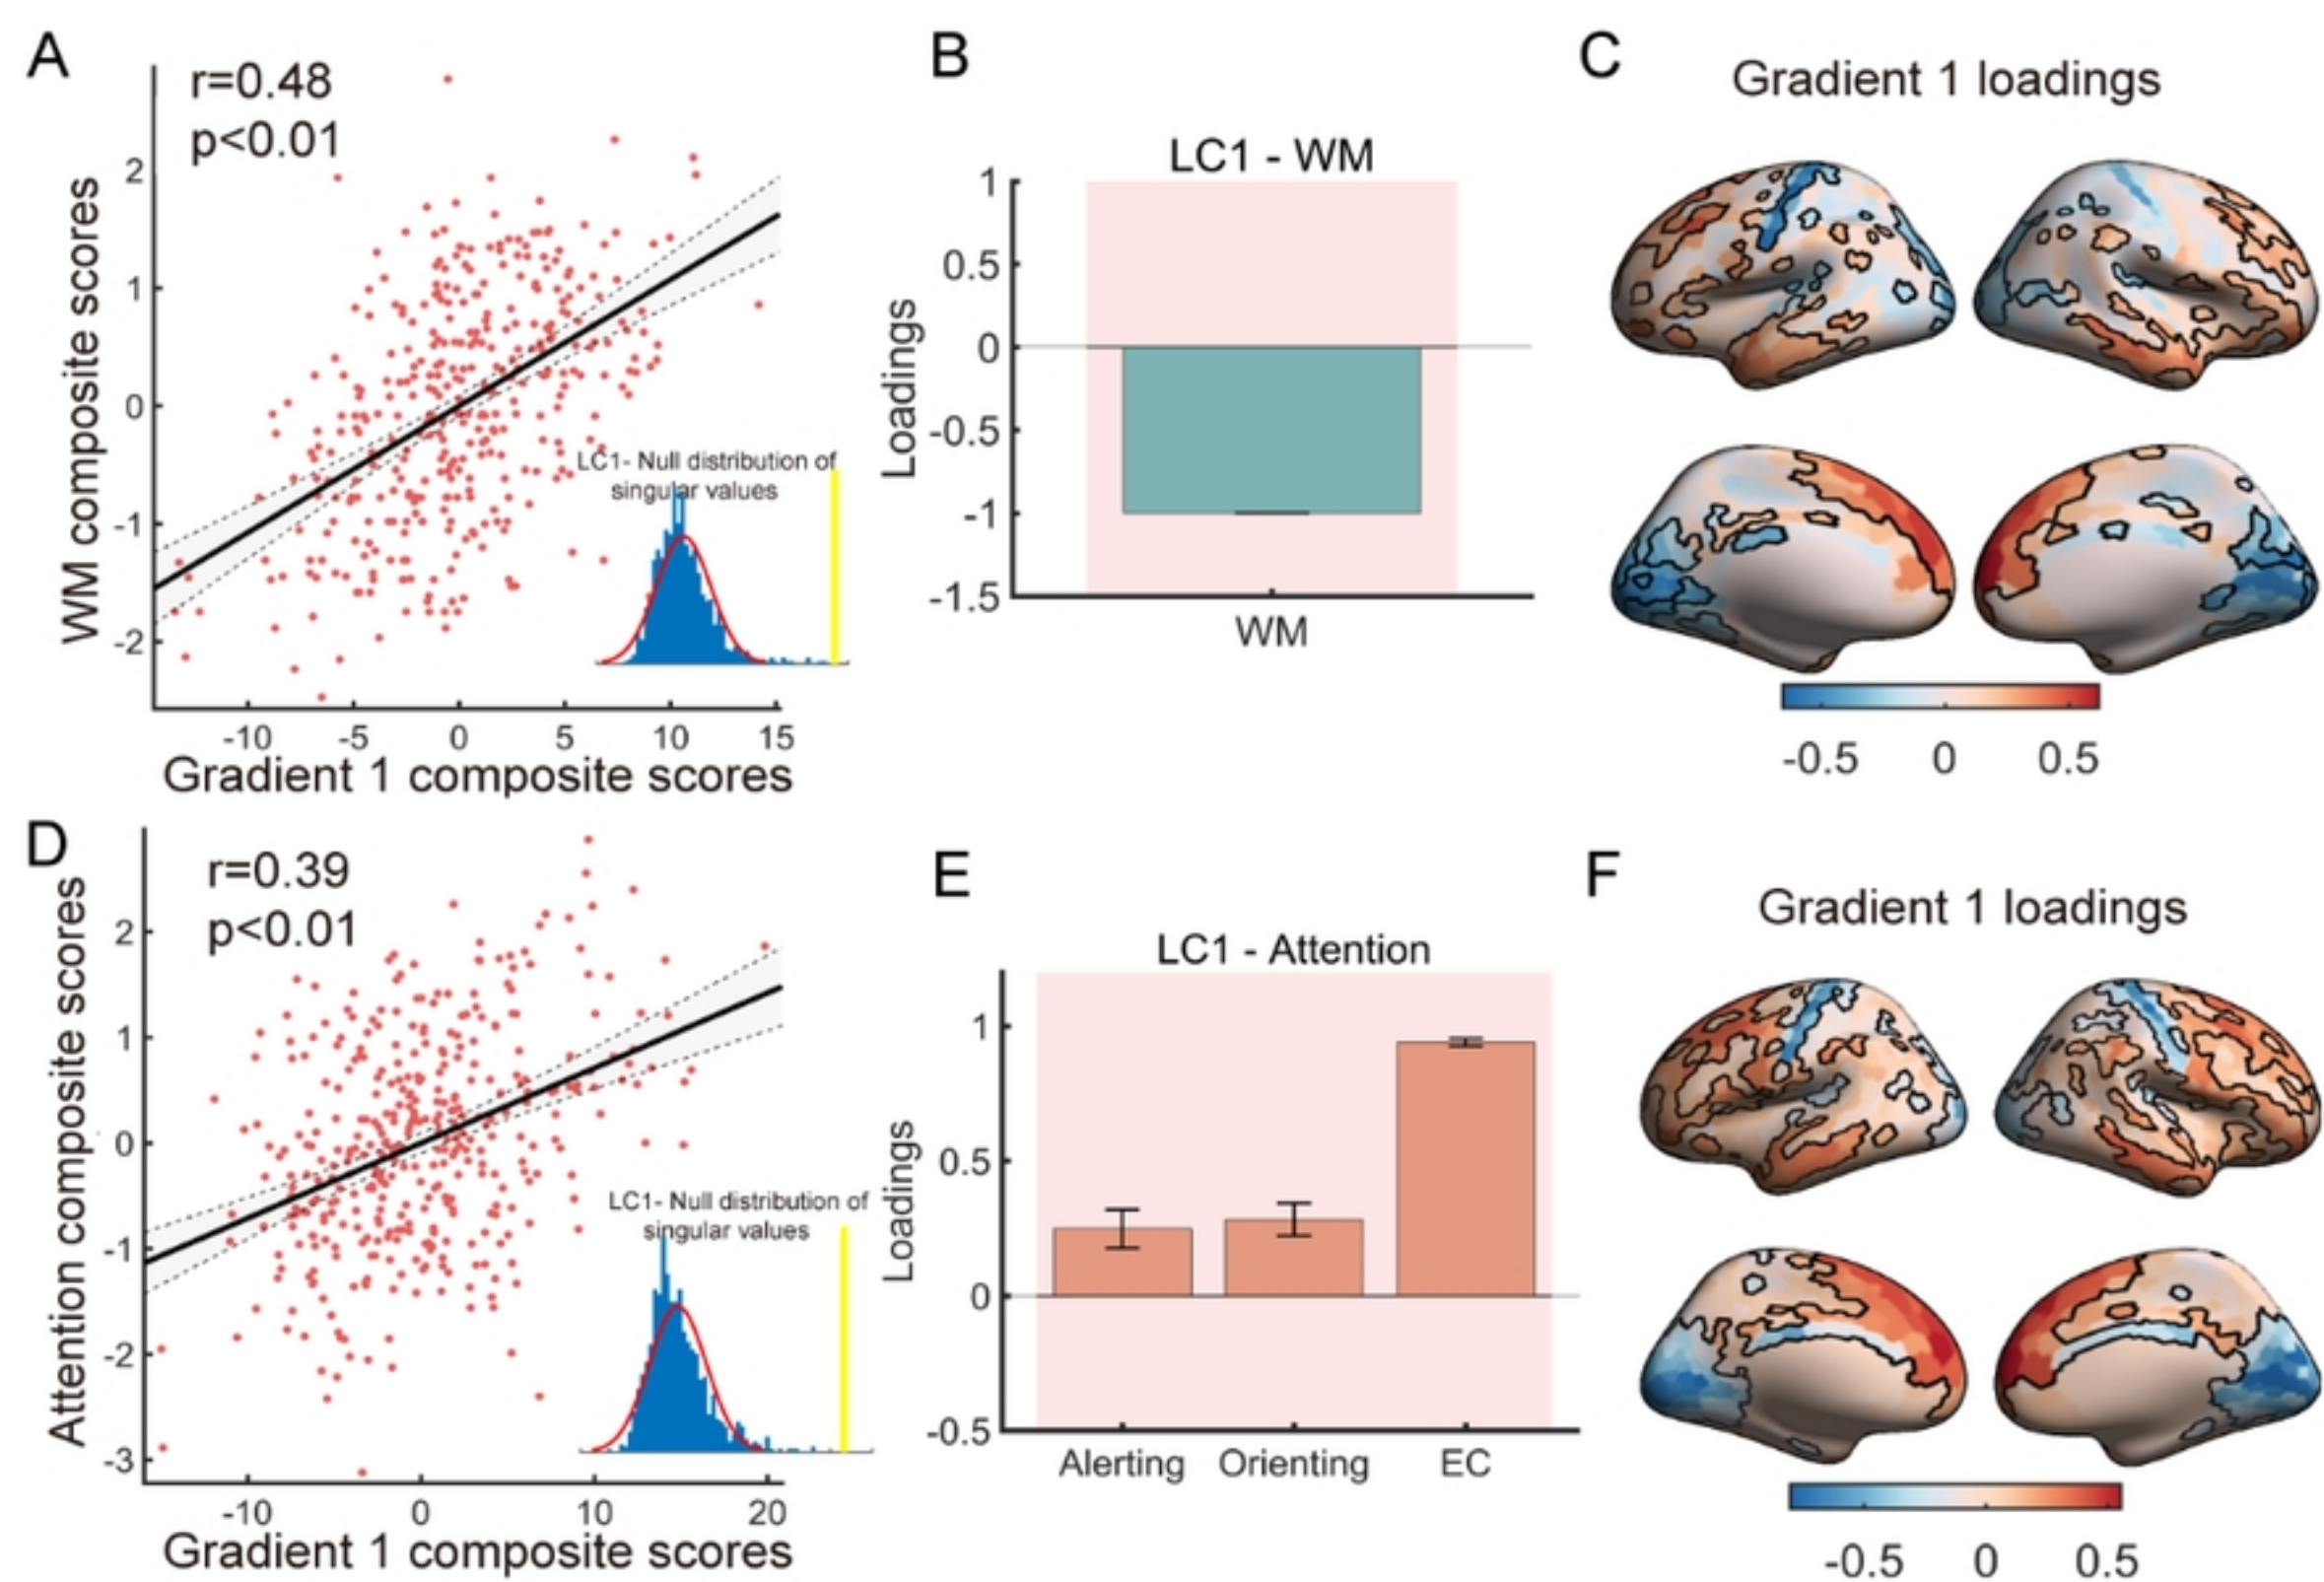 A
r=0.48
p<0.01
WM composite scores
2
1
0
-1
-2
LC1- Null distribution of
singular values
-10 -5 0 5 10 15
Gradient 1 composite scores
B
LC1 - WM
Loadings
1
0.5
0
-0.5
-1
-1.5
WM
C
Gradient 1 loadings
-0.5 0 0.5
D
r=0.39
p<0.01
Attention composite scores
2
1
0
-1
-2
-3
LC1- Null distribution of
singular values
-10 0 10 20
Gradient 1 composite scores
E
LC1 - Attention
Loadings
1
0.5
0
-0.5
Alerting Orienting EC
F
Gradient 1 loadings
-0.5 0 0.5